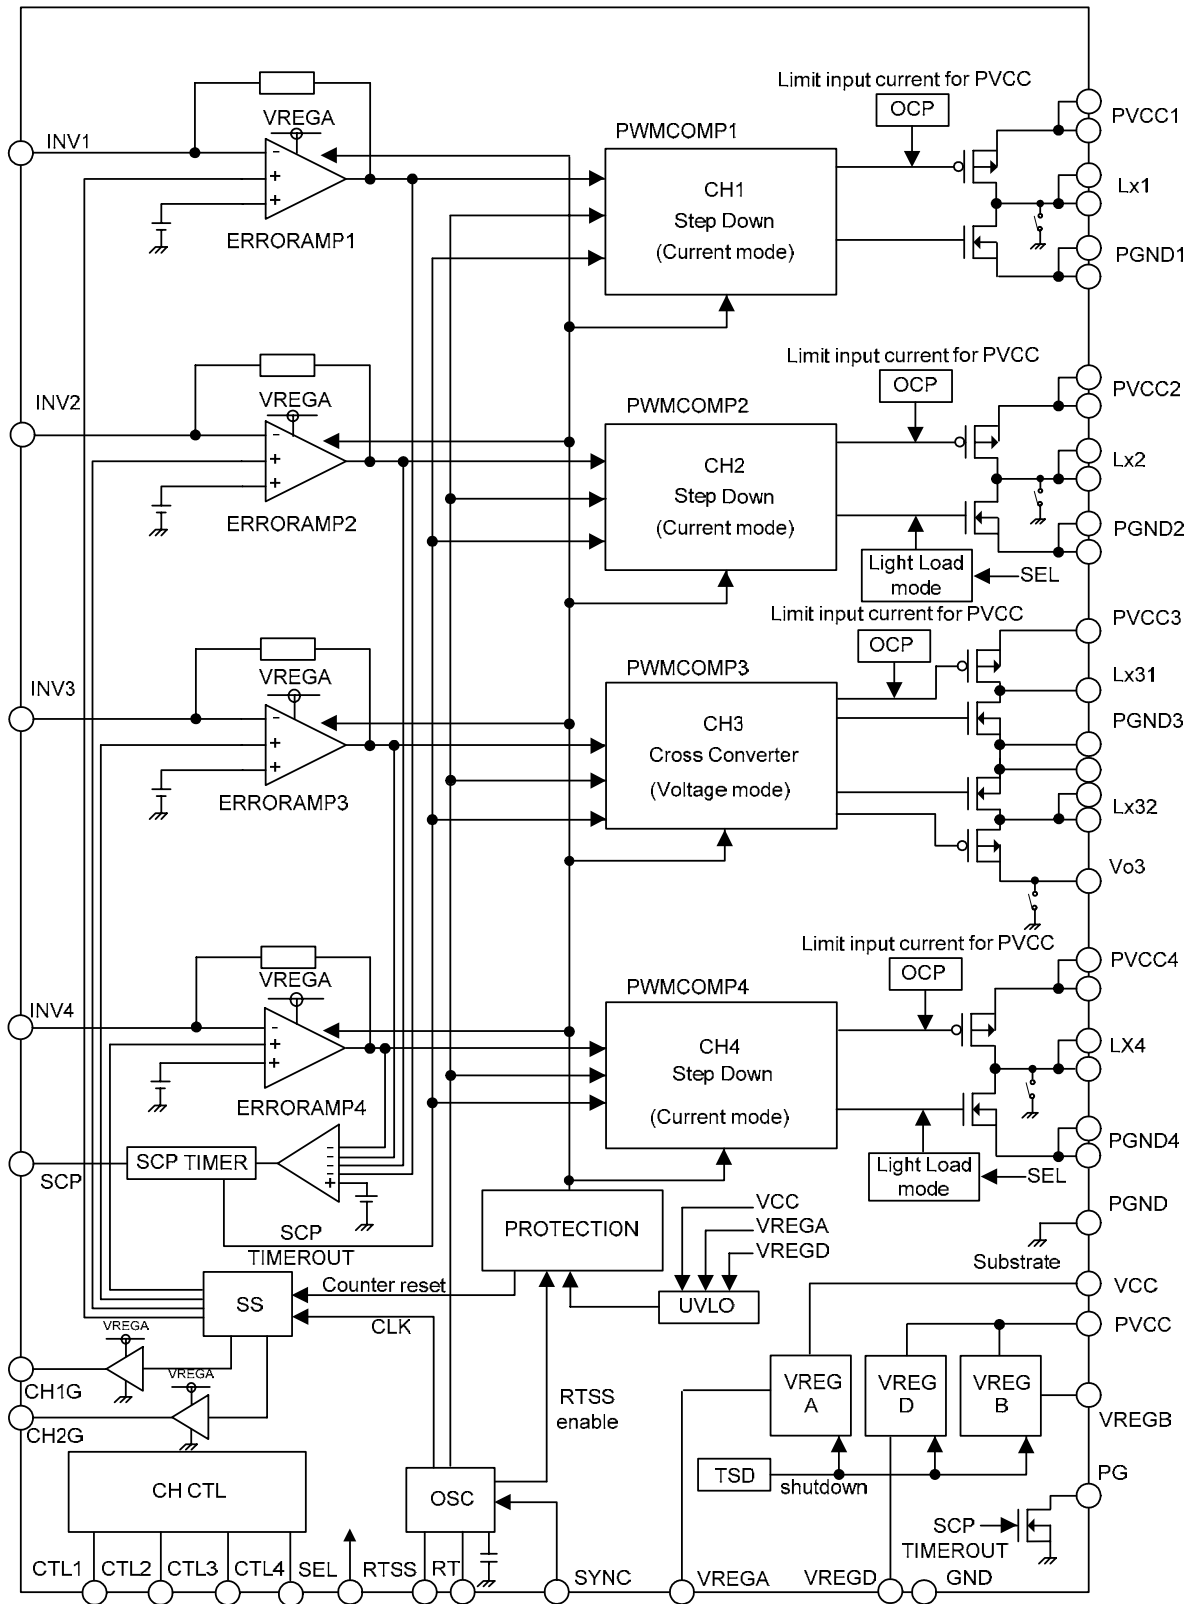 Limit input current for PVCC
OCP
PVCC1
VREGA
INV1
PWMCOMP1
-
+
+
CH1
Step Down
(Current mode)
Lx1
ERRORAMP1
PGND1
Limit input current for PVCC
OCP
PVCC2
VREGA
INV2
PWMCOMP2
-
+
+
CH2
Step Down
(Current mode)
Lx2
ERRORAMP2
PGND2
Light Load
mode
SEL
Limit input current for PVCC
OCP
PVCC3
VREGA
INV3
PWMCOMP3
-
+
+
CH3
Cross Converter
(Voltage mode)
Lx31
PGND3
ERRORAMP3
Lx32
Vo3
Limit input current for PVCC
OCP
PVCC4
VREGA
INV4
PWMCOMP4
-
+
+
CH4
Step Down
(Current mode)
LX4
ERRORAMP4
PGND4
Light Load
mode
SEL
SCP TIMER
-
-
-
-
+
SCP
SCP
TIMEROUT
PROTECTION
VCC
VREGA
VREGD
PGND
Substrate
SS
Counter reset
CLK
UVLO
VCC
PVCC
VREGA
CH1G
VREGA
CH2G
RTSS
enable
VREG
A
VREG
D
VREG
B
VREGB
TSD
shutdown
PG
CH CTL
OSC
SCP
TIMEROUT
CTL1
CTL2
CTL3
CTL4
SEL
RTSS
RT
SYNC
VREGA
VREGD
GND